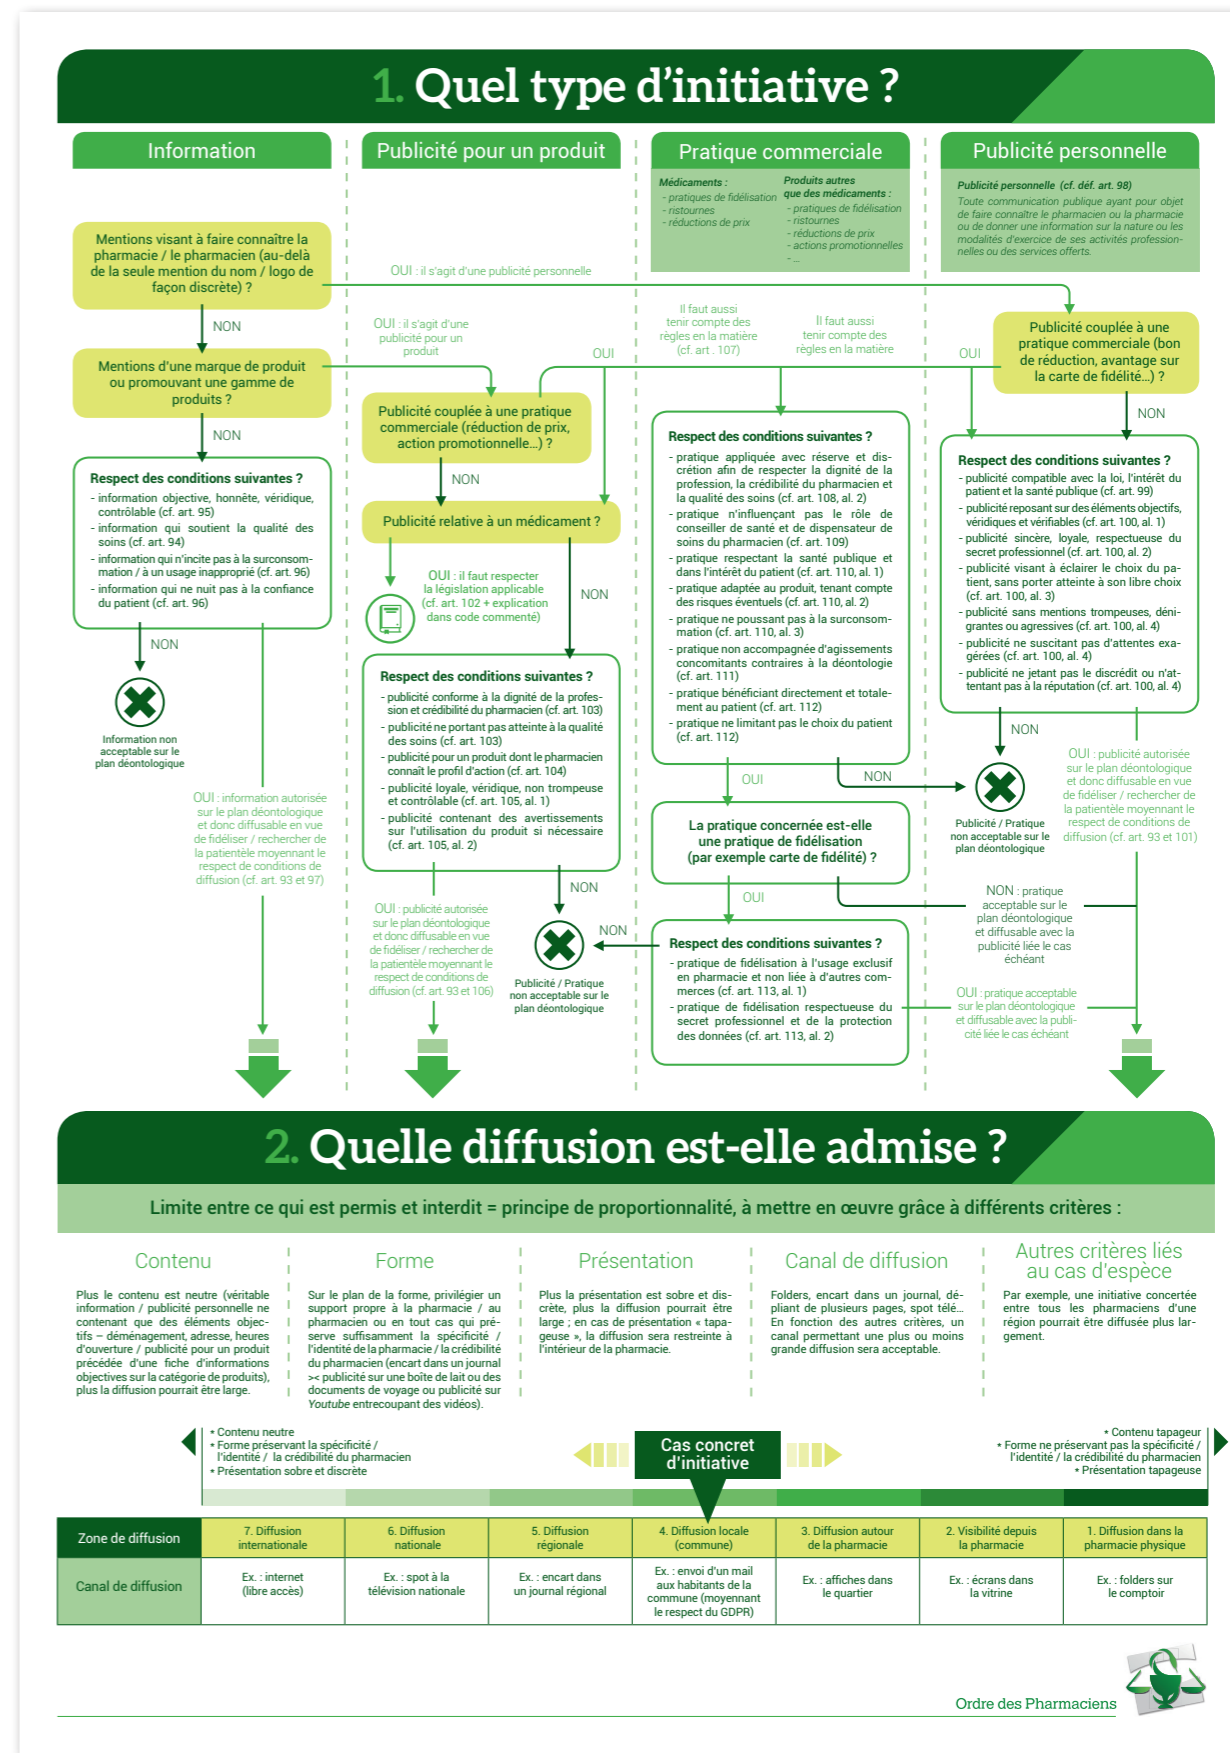 1. Quel type d'initiative ?
Information
Mentions visant à faire connaître la
pharmacie / le pharmacien (au-delà
de la seule mention du nom / logo de
façon discrète) ?
NON
Mentions d'une marque de produit
ou promouvant une gamme de
produits ?
NON
Respect des conditions suivantes ?
- information objective, honnête, véridique,
contrôlable (cf. art. 95)
- information qui soutient la qualité des
soins (cf. art. 94)
- information qui n'incite pas à la surconsom-
mation / à un usage inapproprié (cf. art. 96)
- information qui ne nuit pas à la confiance
du patient (cf. art. 96)
NON
Information non
acceptable sur le
plan déontologique
OUI : information autorisée
sur le plan déontologique
et donc diffusable en vue
de fidéliser / rechercher de
la patientèle moyennant le
respect de conditions de
diffusion (cf. art. 93 et 97)
Publicité pour un produit
OUI : il s'agit d'une publicité personnelle
OUI : il s'agit d'une
publicité pour un
produit
OUI
Publicité couplée à une pratique
commerciale (réduction de prix,
action promotionnelle...) ?
NON
Publicité relative à un médicament ?
OUI : il faut respecter
la législation applicable
(cf. art. 102 + explication
dans code commenté)
NON
Respect des conditions suivantes ?
- publicité conforme à la dignité de la profes-
sion et crédibilité du pharmacien (cf. art. 103)
- publicité ne portant pas atteinte à la qualité
des soins (cf. art. 103)
- publicité pour un produit dont le pharmacien
connaît le profil d'action (cf. art. 104)
- publicité loyale, véridique, non trompeuse
et contrôlable (cf. art. 105, al. 1)
- publicité contenant des avertissements
sur l'utilisation du produit si nécessaire
(cf. art. 105, al. 2)
NON
OUI : publicité autorisée
sur le plan déontologique
et donc diffusable en vue
de fidéliser / rechercher de
la patientèle moyennant le
respect de conditions de
diffusion (cf. art. 93 et 106)
NON
Publicité / Pratique
non acceptable sur le
plan déontologique
Pratique commerciale
Médicaments :
- pratiques de fidélisation
- ristournes
- réductions de prix
Produits autres
que des médicaments :
- pratiques de fidélisation
- ristournes
- réductions de prix
- actions promotionnelles
- ...
Il faut aussi
tenir compte des
règles en la matière
(cf. art . 107)
Il faut aussi
tenir compte des
règles en la matière
Respect des conditions suivantes ?
- pratique appliquée avec réserve et dis-
crétion afin de respecter la dignité de la
profession, la crédibilité du pharmacien et
la qualité des soins (cf. art. 108, al. 2)
- pratique n'influençant pas le rôle de
conseiller de santé et de dispensateur de
soins du pharmacien (cf. art. 109)
- pratique respectant la santé publique et
dans l'intérêt du patient (cf. art. 110, al. 1)
- pratique adaptée au produit, tenant compte
des risques éventuels (cf. art. 110, al. 2)
- pratique ne poussant pas à la surconsom-
mation (cf. art. 110, al. 3)
- pratique non accompagnée d'agissements
concomitants contraires à la déontologie
(cf. art. 111)
- pratique bénéficiant directement et totale-
ment au patient (cf. art. 112)
- pratique ne limitant pas le choix du patient
(cf. art. 112)
OUI
NON
La pratique concernée est-elle
une pratique de fidélisation
(par exemple carte de fidélité) ?
OUI
Respect des conditions suivantes ?
- pratique de fidélisation à l'usage exclusif
en pharmacie et non liée à d'autres com-
merces (cf. art. 113, al. 1)
- pratique de fidélisation respectueuse du
secret professionnel et de la protection
des données (cf. art. 113, al. 2)
Publicité personnelle
Publicité personnelle (cf. déf. art. 98)
Toute communication publique ayant pour objet
de faire connaître le pharmacien ou la pharmacie
ou de donner une information sur la nature ou les
modalités d'exercice de ses activités profession-
nelles ou des services offerts.
Publicité couplée à une
pratique commerciale (bon
de réduction, avantage sur
la carte de fidélité...) ?
OUI
NON
Respect des conditions suivantes ?
- publicité compatible avec la loi, l'intérêt du
patient et la santé publique (cf. art. 99)
- publicité reposant sur des éléments objectifs,
véridiques et vérifiables (cf. art. 100, al. 1)
- publicité sincère, loyale, respectueuse du
secret professionnel (cf. art. 100, al. 2)
- publicité visant à éclairer le choix du pa-
tient, sans porter atteinte à son libre choix
(cf. art. 100, al. 3)
- publicité sans mentions trompeuses, déni-
grantes ou agressives (cf. art. 100, al. 4)
- publicité ne suscitant pas d'attentes exa-
gérées (cf. art. 100, al. 4)
- publicité ne jetant pas le discrédit ou n'at-
tentant pas à la réputation (cf. art. 100, al. 4)
NON
Publicité / Pratique
non acceptable sur le
plan déontologique
OUI : publicité autorisée
sur le plan déontologique
et donc diffusable en vue
de fidéliser / rechercher de
la patientèle moyennant le
respect de conditions de
diffusion (cf. art. 93 et 101)
NON : pratique
acceptable sur le
plan déontologique
et diffusable avec la
publicité liée le cas
échéant
OUI : pratique acceptable
sur le plan déontologique
et diffusable avec la publi-
cité liée le cas échéant
2. Quelle diffusion est-elle admise ?
Limite entre ce qui est permis et interdit = principe de proportionnalité, à mettre en œuvre grâce à différents critères :
Contenu
Plus le contenu est neutre (véritable
information / publicité personnelle ne
contenant que des éléments objec-
tifs – déménagement, adresse, heures
d'ouverture / publicité pour un produit
précédée d'une fiche d'informations
objectives sur la catégorie de produits),
plus la diffusion pourrait être large.
Forme
Sur le plan de la forme, privilégier un
support propre à la pharmacie / au
pharmacien ou en tout cas qui pré-
serve suffisamment la spécificité /
l'identité de la pharmacie / la crédibilité
du pharmacien (encart dans un journal
>< publicité sur une boîte de lait ou des
documents de voyage ou publicité sur
Youtube entrecoupant des vidéos).
Présentation
Plus la présentation est sobre et dis-
crète, plus la diffusion pourrait être
large ; en cas de présentation « tapa-
geuse », la diffusion sera restreinte à
l'intérieur de la pharmacie.
Canal de diffusion
Folders, encart dans un journal, dé-
pliant de plusieurs pages, spot télé...
En fonction des autres critères, un
canal permettant une plus ou moins
grande diffusion sera acceptable.
Autres critères liés
au cas d'espèce
Par exemple, une initiative concertée
entre tous les pharmaciens d'une
région pourrait être diffusée plus lar-
gement.
* Contenu neutre
* Forme préservant la spécificité /
l'identité / la crédibilité du pharmacien
* Présentation sobre et discrète
Cas concret
d'initiative
* Contenu tapageur
* Forme ne préservant pas la spécificité /
l'identité / la crédibilité du pharmacien
* Présentation tapageuse
Zone de diffusion
7. Diffusion
internationale
6. Diffusion
nationale
5. Diffusion
régionale
4. Diffusion locale
(commune)
3. Diffusion autour
de la pharmacie
2. Visibilité depuis
la pharmacie
1. Diffusion dans la
pharmacie physique
Canal de diffusion
Ex. : internet
(libre accès)
Ex. : spot à la
télévision nationale
Ex. : encart dans
un journal régional
Ex. : envoi d'un mail
aux habitants de la
commune (moyennant
le respect du GDPR)
Ex. : affiches dans
le quartier
Ex. : écrans dans
la vitrine
Ex. : folders sur
le comptoir
Ordre des Pharmaciens